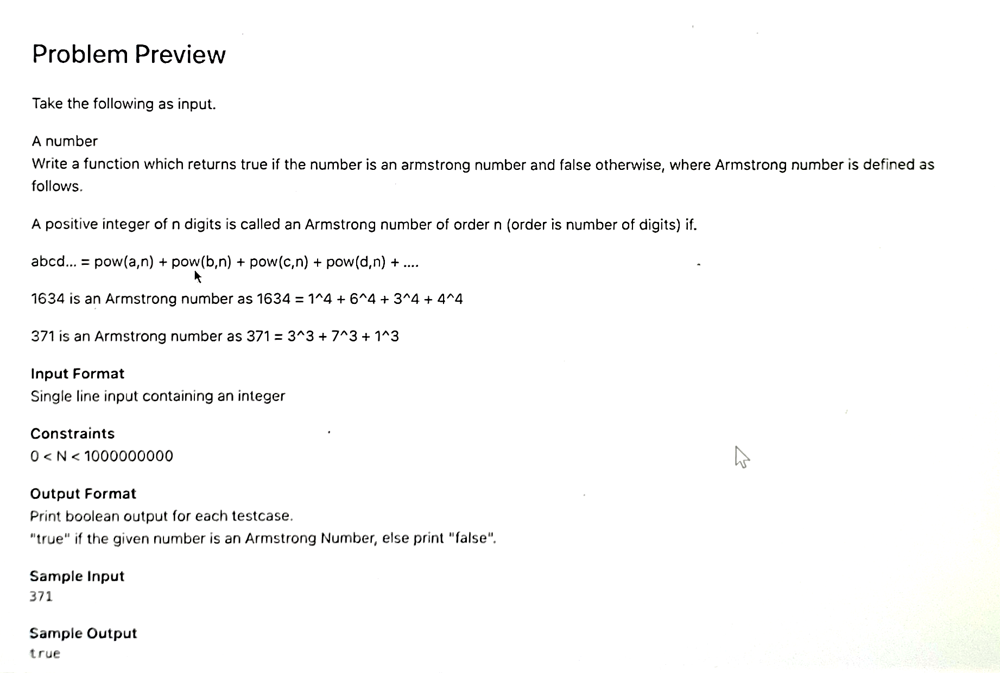 Problem Preview
Take the following as input.
A number
Write a function which returns true if the number is an armstrong number and false otherwise, where Armstrong number is defined as
follows.
A positive integer of n digits is called an Armstrong number of order n (order is number of digits) if.
abcd... = pow(a,n) + pow(b,n) + pow(c,n) + pow(d,n) + ....
1634 is an Armstrong number as 1634 = 1^4 + 6^4 + 3^4 + 4^4
371 is an Armstrong number as 371 = 3^3 + 7^3 + 1^3
Input Format
Single line input containing an integer
Constraints
0 < N < 1000000000
Output Format
Print boolean output for each testcase.
"true" if the given number is an Armstrong Number, else print "false".
Sample Input
371
Sample Output
true